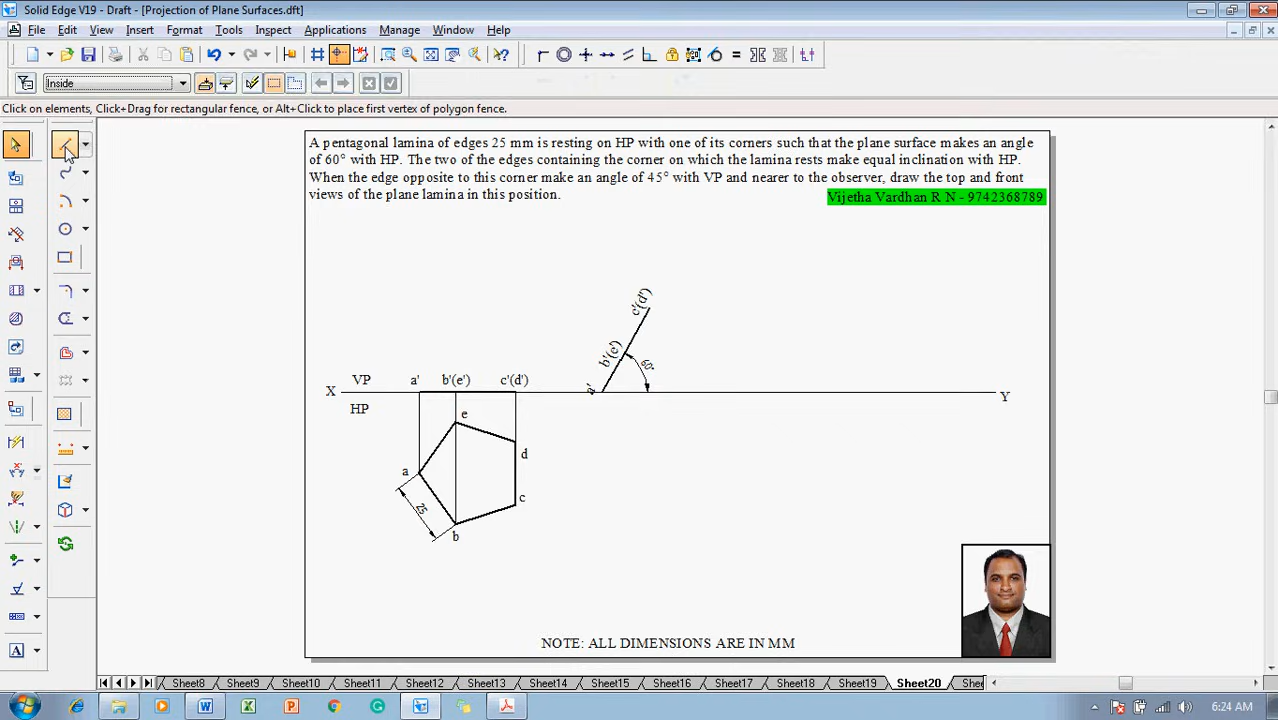 Solid Edge V19 - Draft - [Projection of Plane Surfaces.dft]
File Edit View Insert Format Tools Inspect Applications Manage Window Help
Inside
Click on elements, Click+Drag for rectangular fence, or Alt+Click to place first vertex of polygon fence.
A pentagonal lamina of edges 25 mm is resting on HP with one of its corners such that the plane surface makes an angle
of 60° with HP. The two of the edges containing the corner on which the lamina rests make equal inclination with HP.
When the edge opposite to this corner make an angle of 45° with VP and nearer to the observer, draw the top and front
views of the plane lamina in this position.
Vijetha Vardhan R N - 9742368789
c'(d')
b'(e')
60°
a'
VP a' b'(e') c'(d')
X Y
HP
e
d
a
c
25
b
NOTE: ALL DIMENSIONS ARE IN MM
Sheet8 Sheet9 Sheet10 Sheet11 Sheet12 Sheet13 Sheet14 Sheet15 Sheet16 Sheet17 Sheet18 Sheet19 Sheet20 Shee
6:24 AM